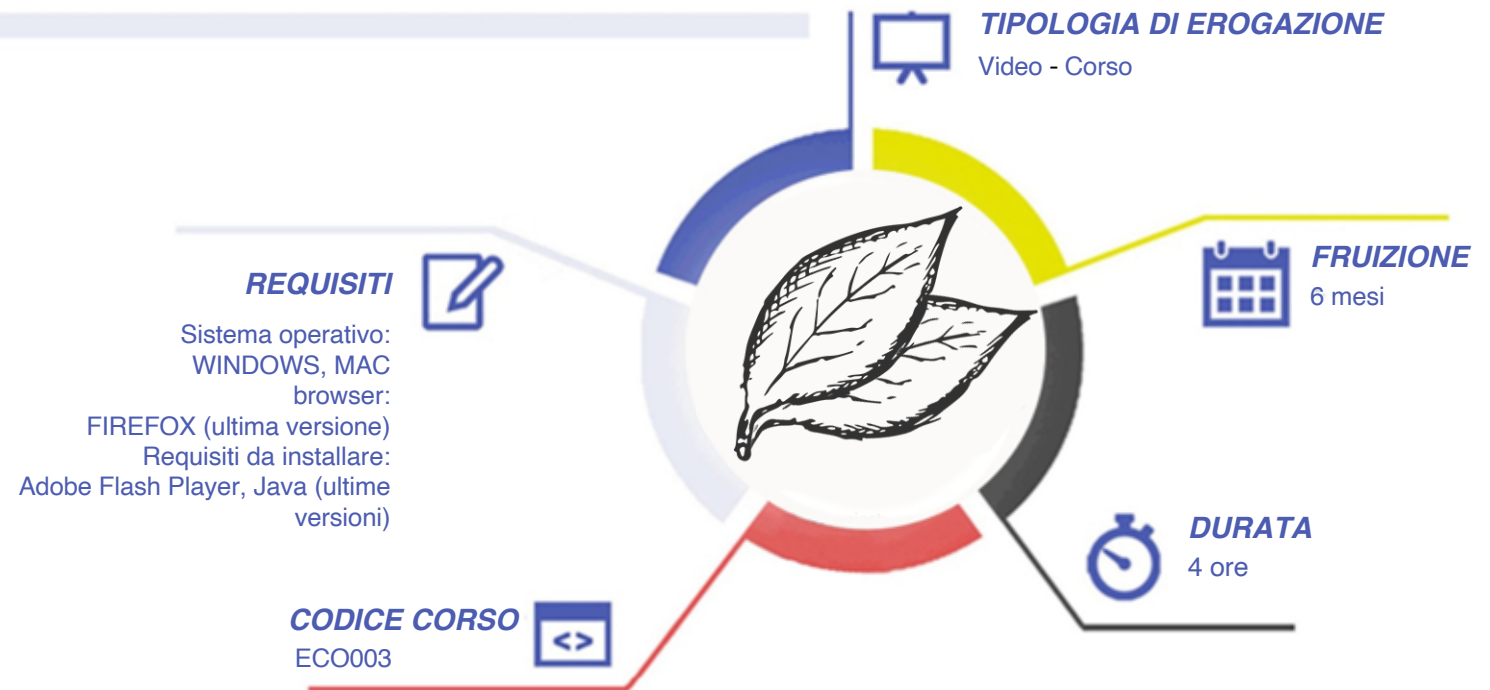 TIPOLOGIA DI EROGAZIONE
Video - Corso
FRUIZIONE
6 mesi
REQUISITI
Sistema operativo:
WINDOWS, MAC
browser:
FIREFOX (ultima versione)
Requisiti da installare:
Adobe Flash Player, Java (ultime
versioni)
DURATA
4 ore
CODICE CORSO
<>
ECO003